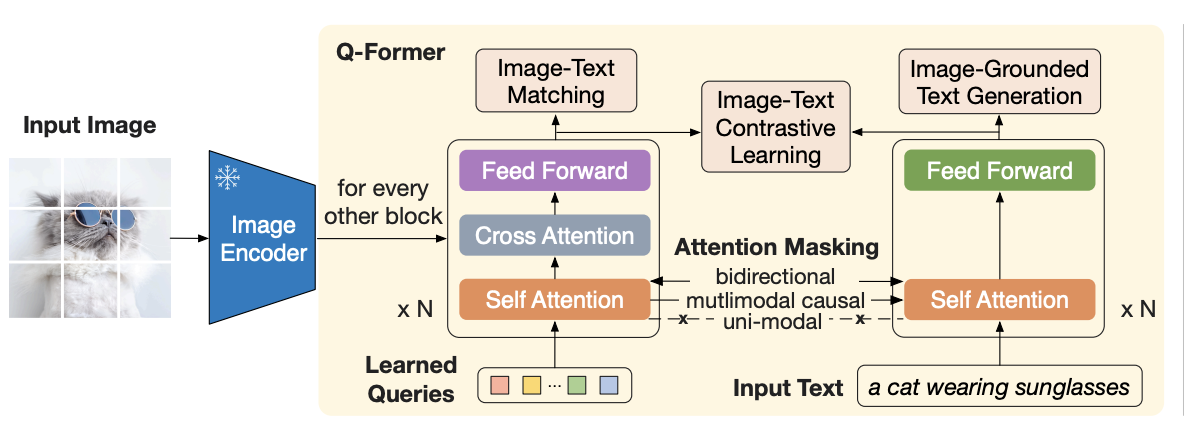 Q-Former
Input Image
Image
Encoder
for every
other block
Image-Text
Matching
Image-Text
Contrastive
Learning
Image-Grounded
Text Generation
Feed Forward
Cross Attention
Self Attention
x N
Attention Masking
bidirectional
mutlimodal causal
x uni-modal x
Feed Forward
Self Attention
x N
Learned
Queries
...
Input Text
a cat wearing sunglasses